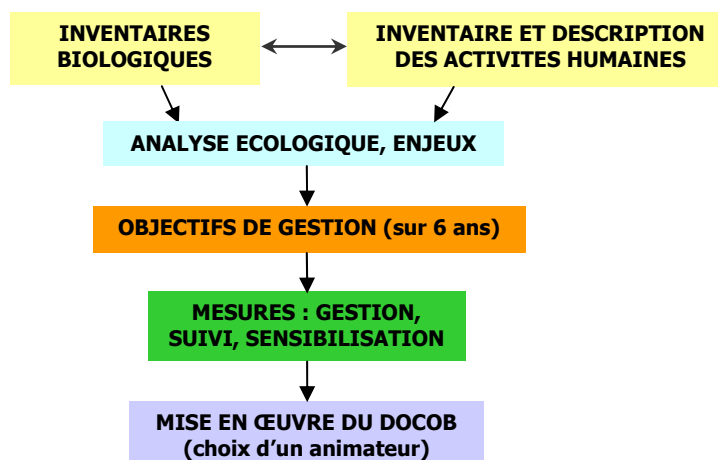 INVENTAIRES
BIOLOGIQUES
INVENTAIRE ET DESCRIPTION
DES ACTIVITES HUMAINES
ANALYSE ECOLOGIQUE, ENJEUX
OBJECTIFS DE GESTION (sur 6 ans)
MESURES : GESTION,
SUIVI, SENSIBILISATION
MISE EN ŒUVRE DU DOCOB
(choix d'un animateur)